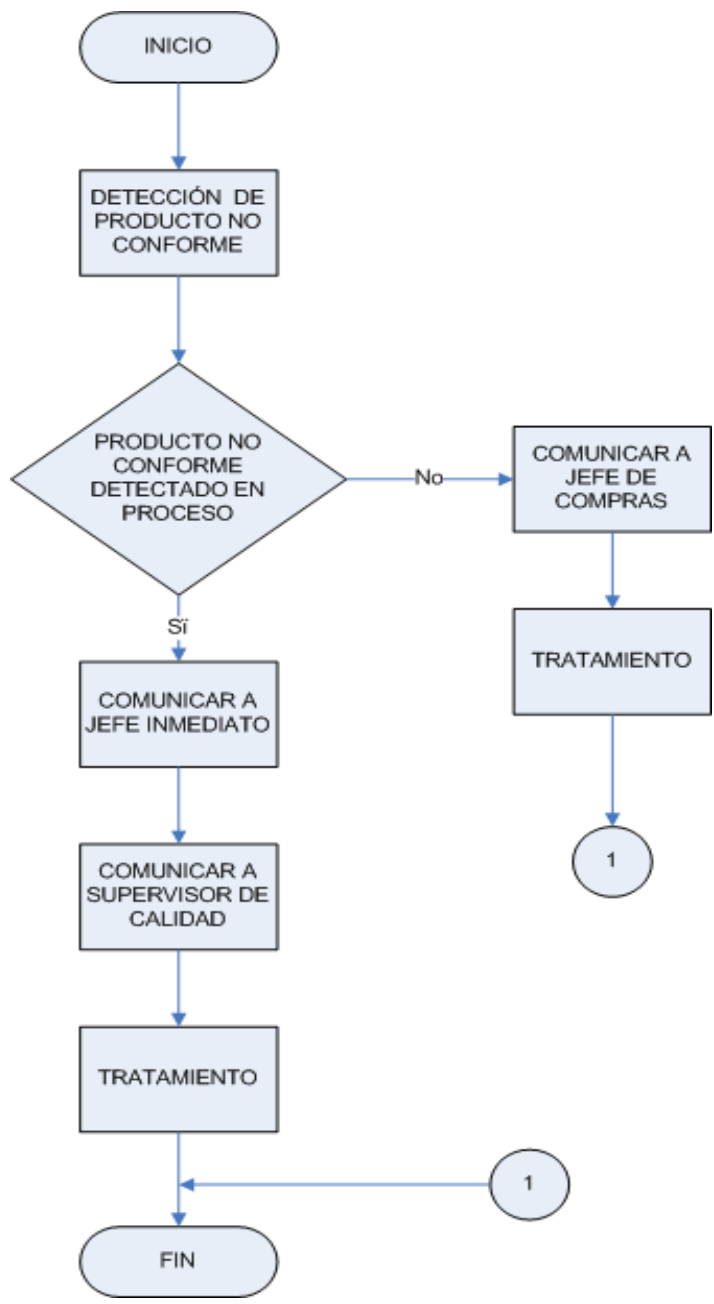 INICIO
DETECCIÓN DE
PRODUCTO NO
CONFORME
PRODUCTO NO
CONFORME
DETECTADO EN
PROCESO
No
COMUNICAR A
JEFE DE
COMPRAS
TRATAMIENTO
1
Sï
COMUNICAR A
JEFE INMEDIATO
COMUNICAR A
SUPERVISOR DE
CALIDAD
TRATAMIENTO
1
FIN